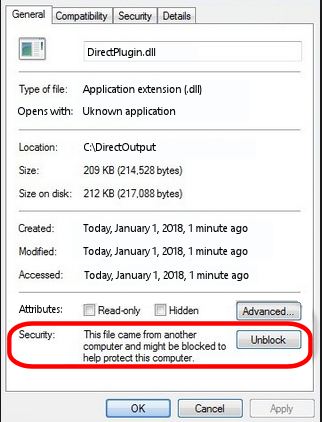 General Compatibility Security Details
DirectPlugin.dll
Type of file: Application extension (.dll)
Opens with: Uknown application
Location: C:\DirectOutput
Size: 209 KB (214,528 bytes)
Size on disk: 212 KB (217,088 bytes)
Created: Today, January 1, 2018, 1 minute ago
Modified: Today, January 1, 2018, 1 minute ago
Accessed: Today, January 1, 2018, 1 minute ago
Attributes: Read-only Hidden Advanced...
Security: This file came from another
computer and might be blocked to Unblock
help protect this computer.
OK Cancel Apply